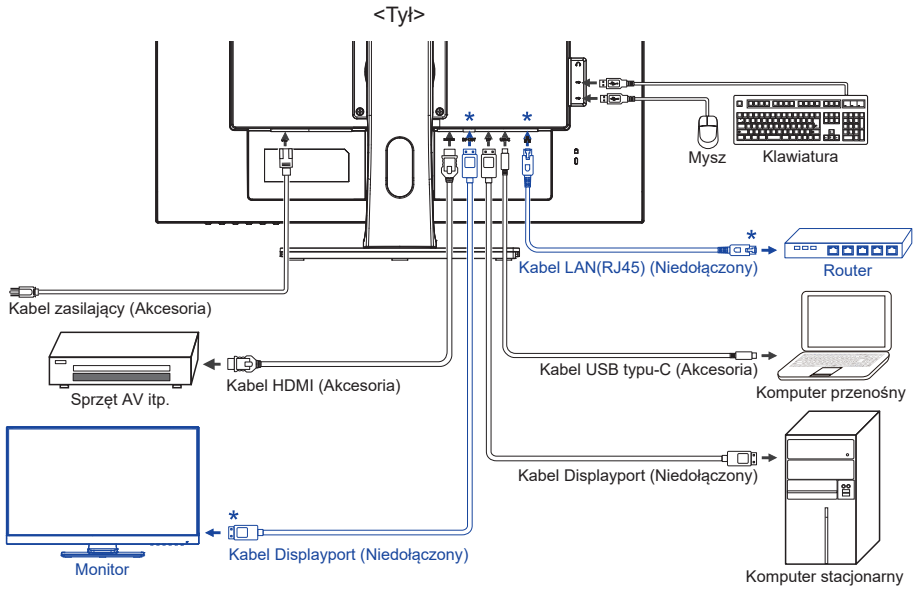 <Tył>
*
*
Mysz
Klawiatura
*
Kabel LAN(RJ45) (Niedołączony)
Router
Kabel zasilający (Akcesoria)
Kabel HDMI (Akcesoria)
Kabel USB typu-C (Akcesoria)
Sprzęt AV itp.
Komputer przenośny
Kabel Displayport (Niedołączony)
*
Kabel Displayport (Niedołączony)
Monitor
Komputer stacjonarny